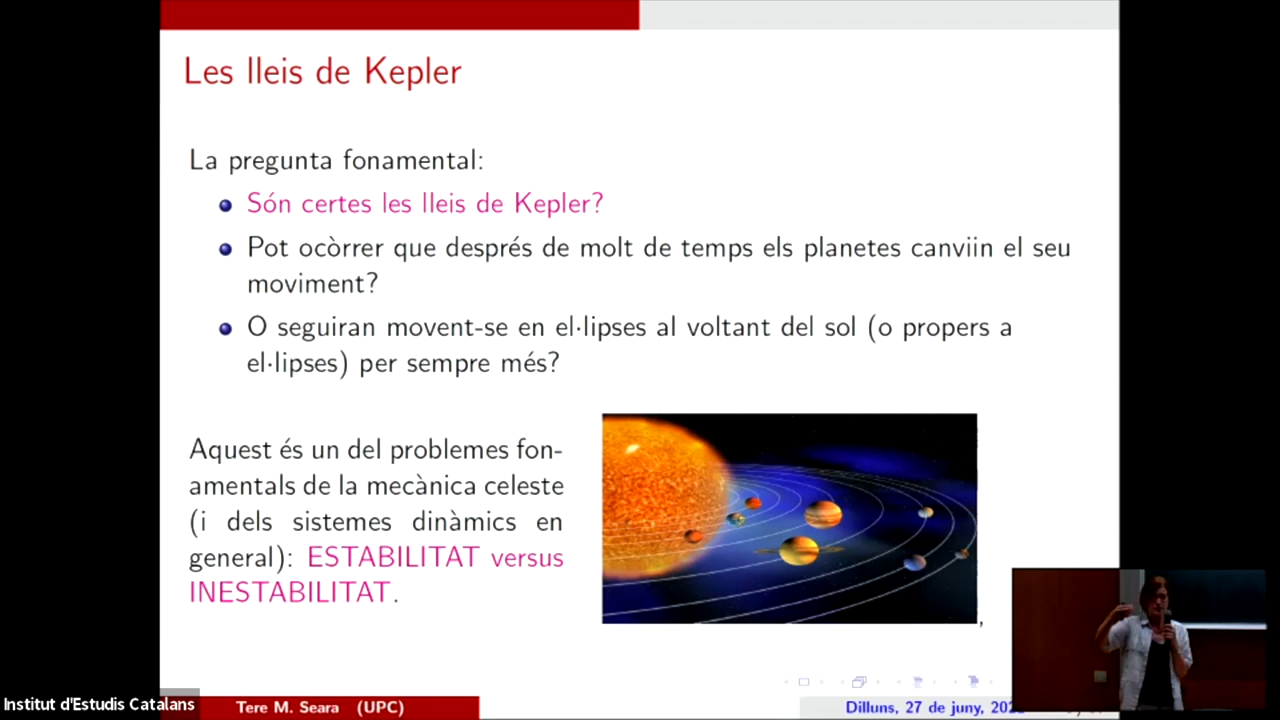 Les lleis de Kepler
La pregunta fonamental:
Són certes les lleis de Kepler?
Pot ocòrrer que després de molt de temps els planetes canviin el seu
moviment?
O seguiran movent-se en el·lipses al voltant del sol (o propers a
el·lipses) per sempre més?
Aquest és un del problemes fon-
amentals de la mecànica celeste
(i dels sistemes dinàmics en
general): ESTABILITAT versus
INESTABILITAT.
,
Institut d'Estudis Catalans
Tere M. Seara (UPC)
Dilluns, 27 de juny,